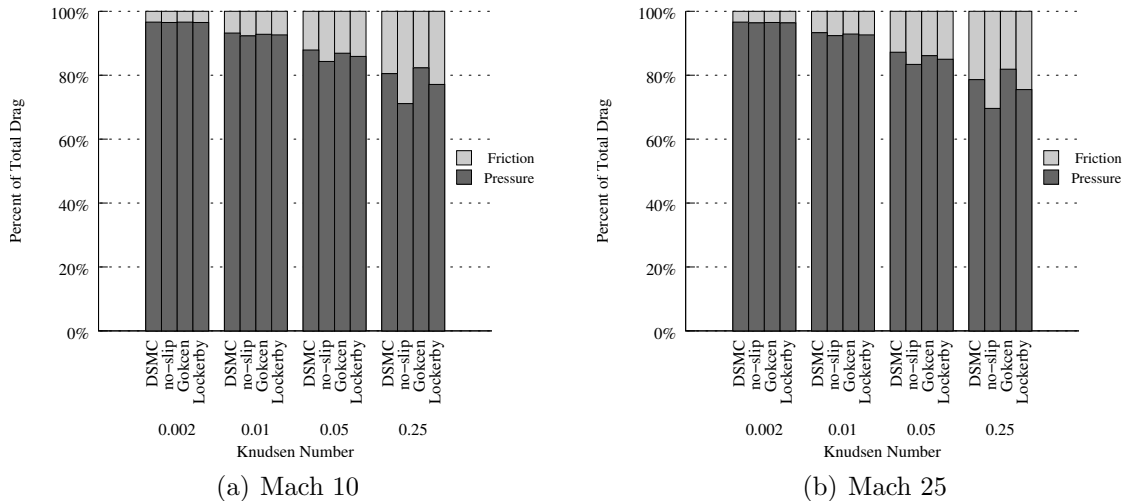 100%
80%
60%
40%
20%
0%
Percent of Total Drag
Friction
Pressure
DSMC
no-slip
Gokcen
Lockerby
DSMC
no-slip
Gokcen
Lockerby
DSMC
no-slip
Gokcen
Lockerby
DSMC
no-slip
Gokcen
Lockerby
0.002 0.01 0.05 0.25
Knudsen Number
(a) Mach 10
100%
80%
60%
40%
20%
0%
Percent of Total Drag
Friction
Pressure
DSMC
no-slip
Gokcen
Lockerby
DSMC
no-slip
Gokcen
Lockerby
DSMC
no-slip
Gokcen
Lockerby
DSMC
no-slip
Gokcen
Lockerby
0.002 0.01 0.05 0.25
Knudsen Number
(b) Mach 25